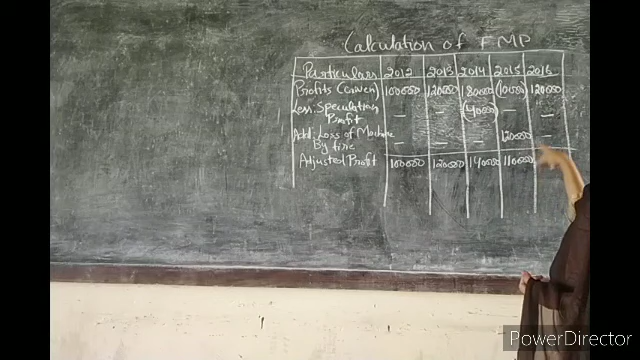 Calculation of FMP
Particulars 2012 2013 2014 2015 2016
Profits (Given) 100000 120000 180000 (10000) 120000
Less: Speculation Profit — — (40000) — —
Add: Loss of Machine By fire — — — 120000 —
Adjusted Profit 100000 120000 140000 110000
PowerDirector